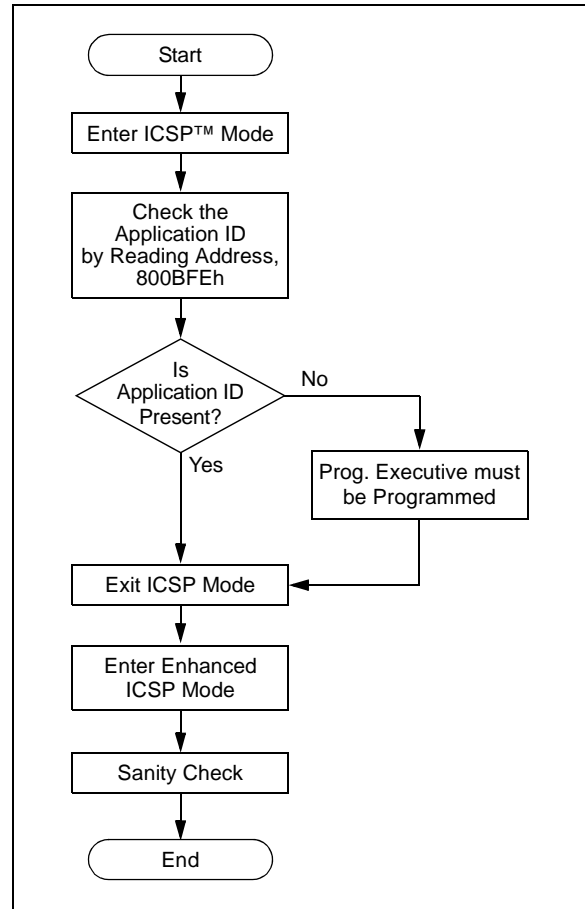 Start
Enter ICSP™ Mode
Check the
Application ID
by Reading Address,
800BFEh
Is
Application ID
Present?
No
Yes
Prog. Executive must
be Programmed
Exit ICSP Mode
Enter Enhanced
ICSP Mode
Sanity Check
End